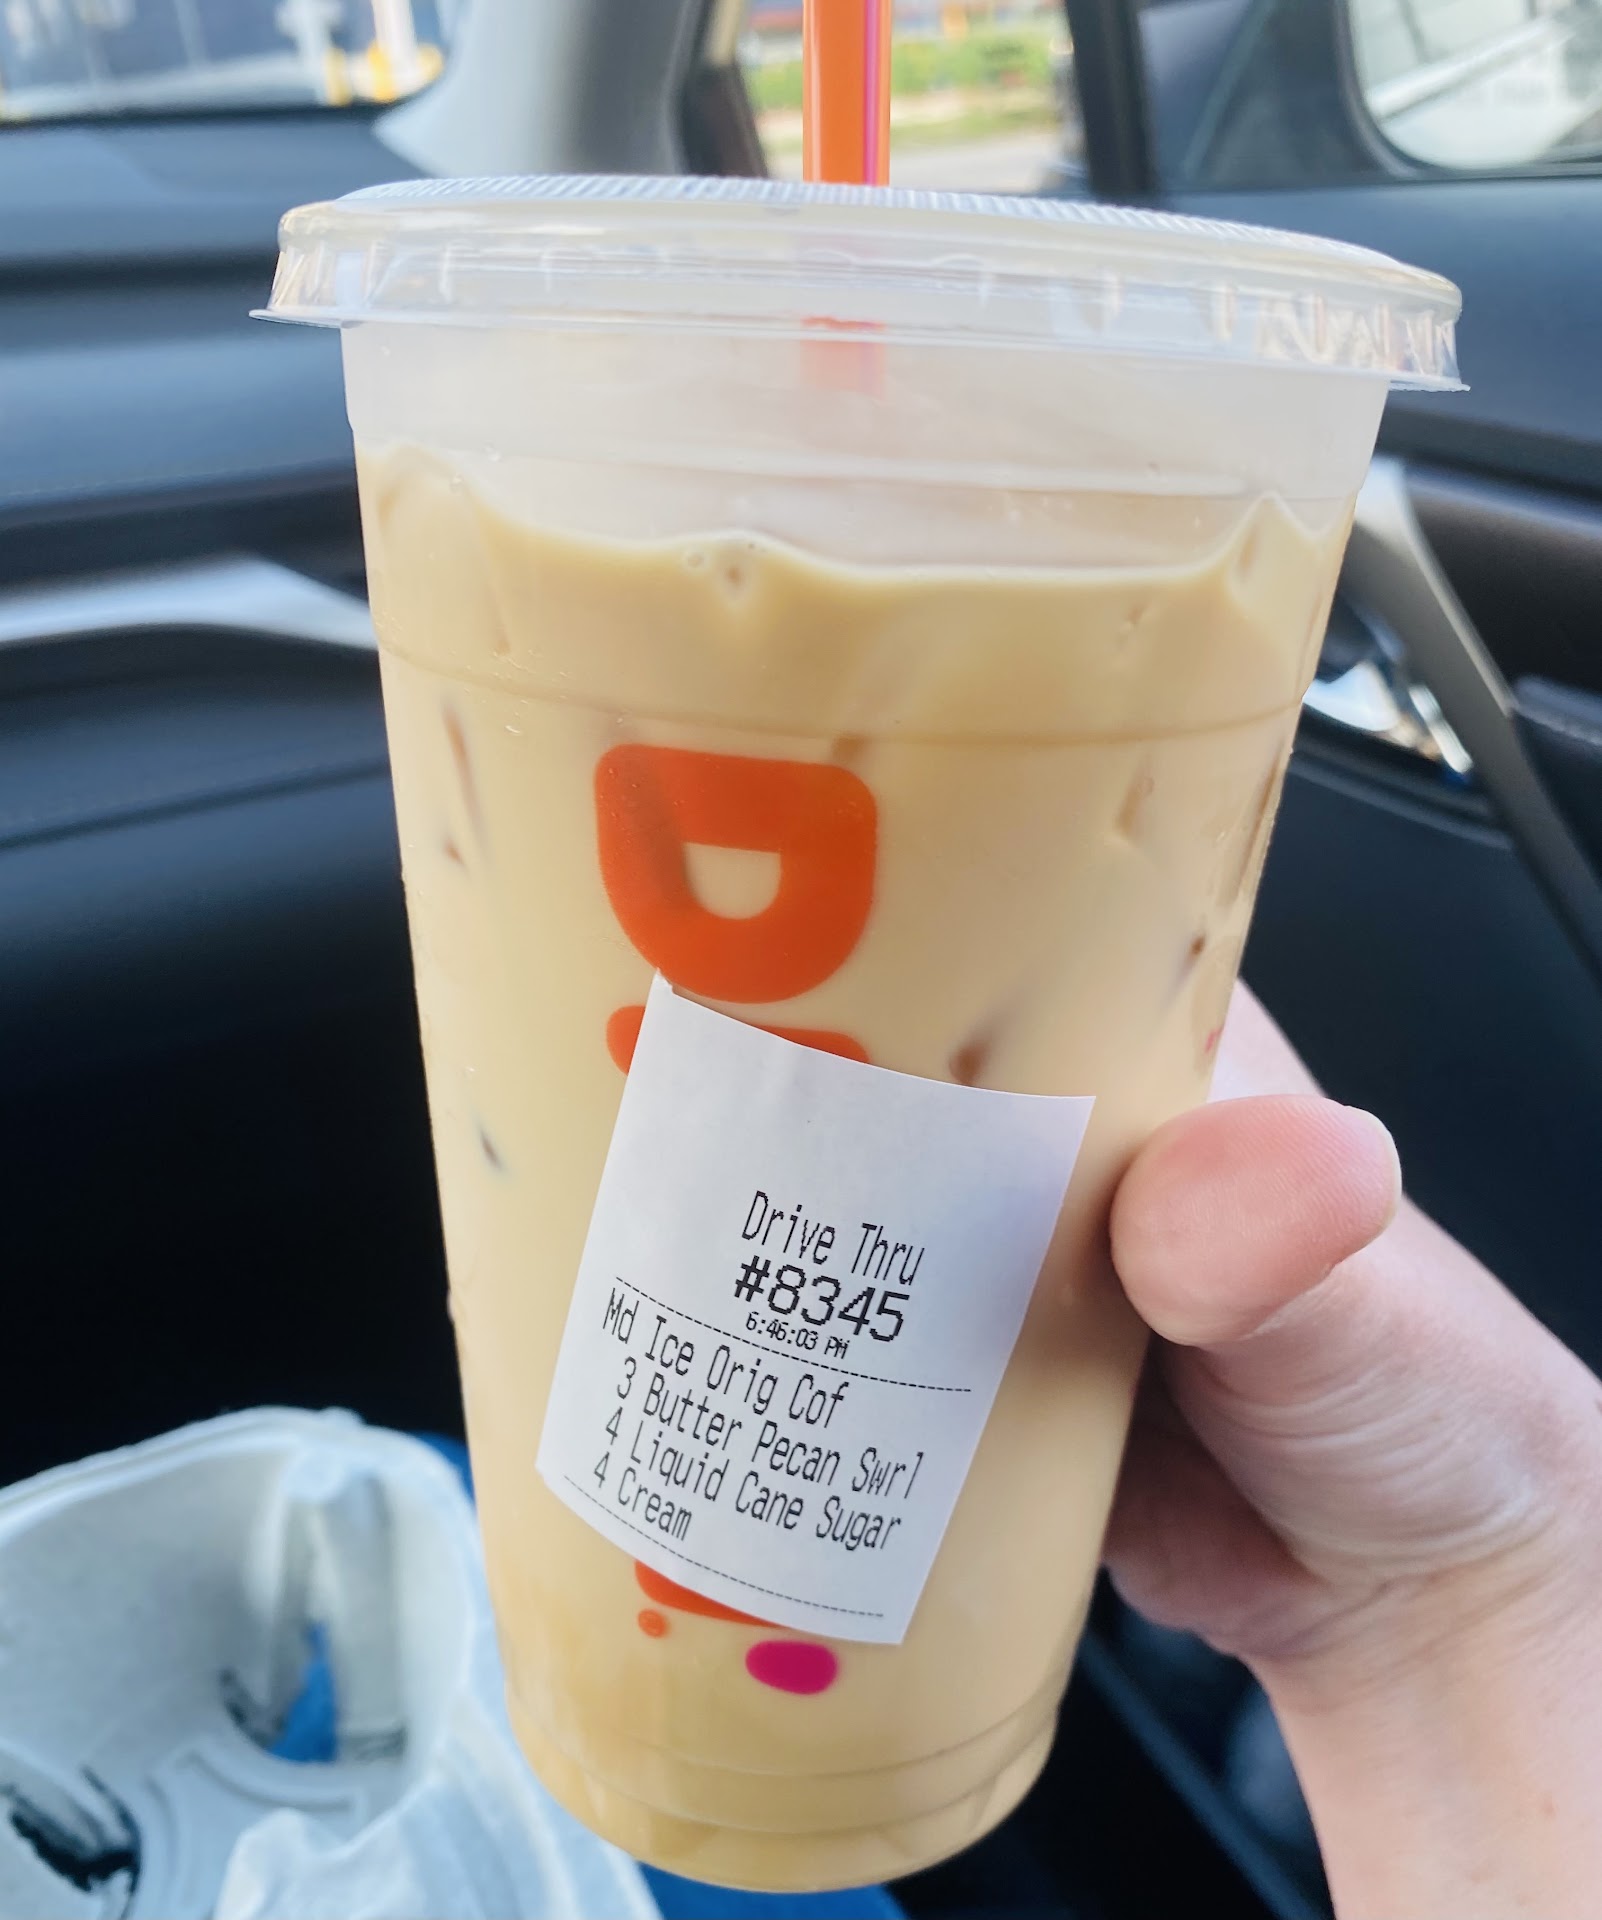 D
Drive Thru
#8345
6:46:03 PM
Md Ice Orig Cof
3 Butter Pecan Swrl
4 Liquid Cane Sugar
4 Cream